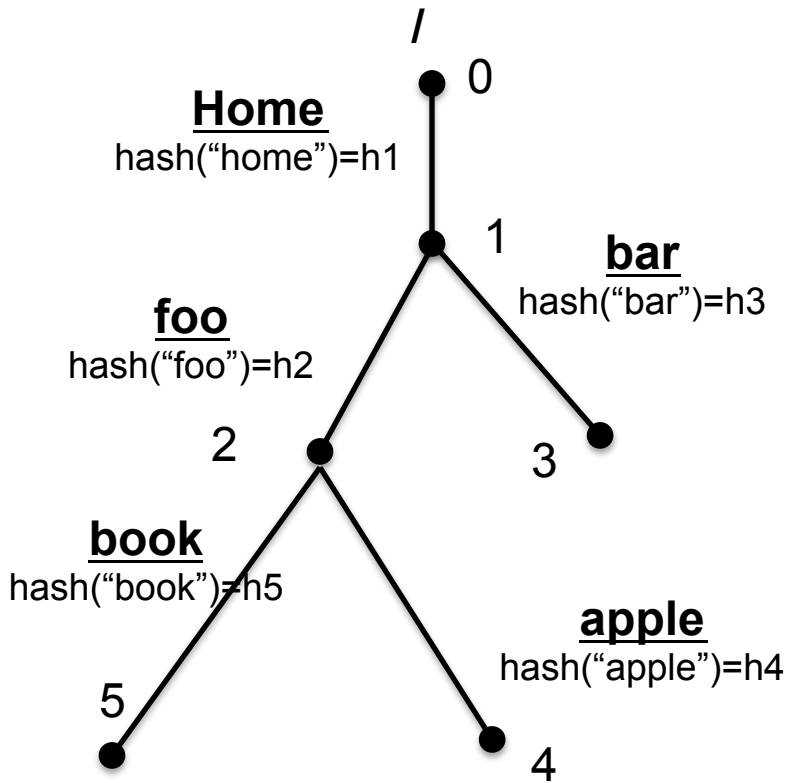 /
0
Home
hash(“home”)=h1
1
bar
hash(“bar”)=h3
foo
hash(“foo”)=h2
2
3
book
hash(“book”)=h5
apple
hash(“apple”)=h4
5
4